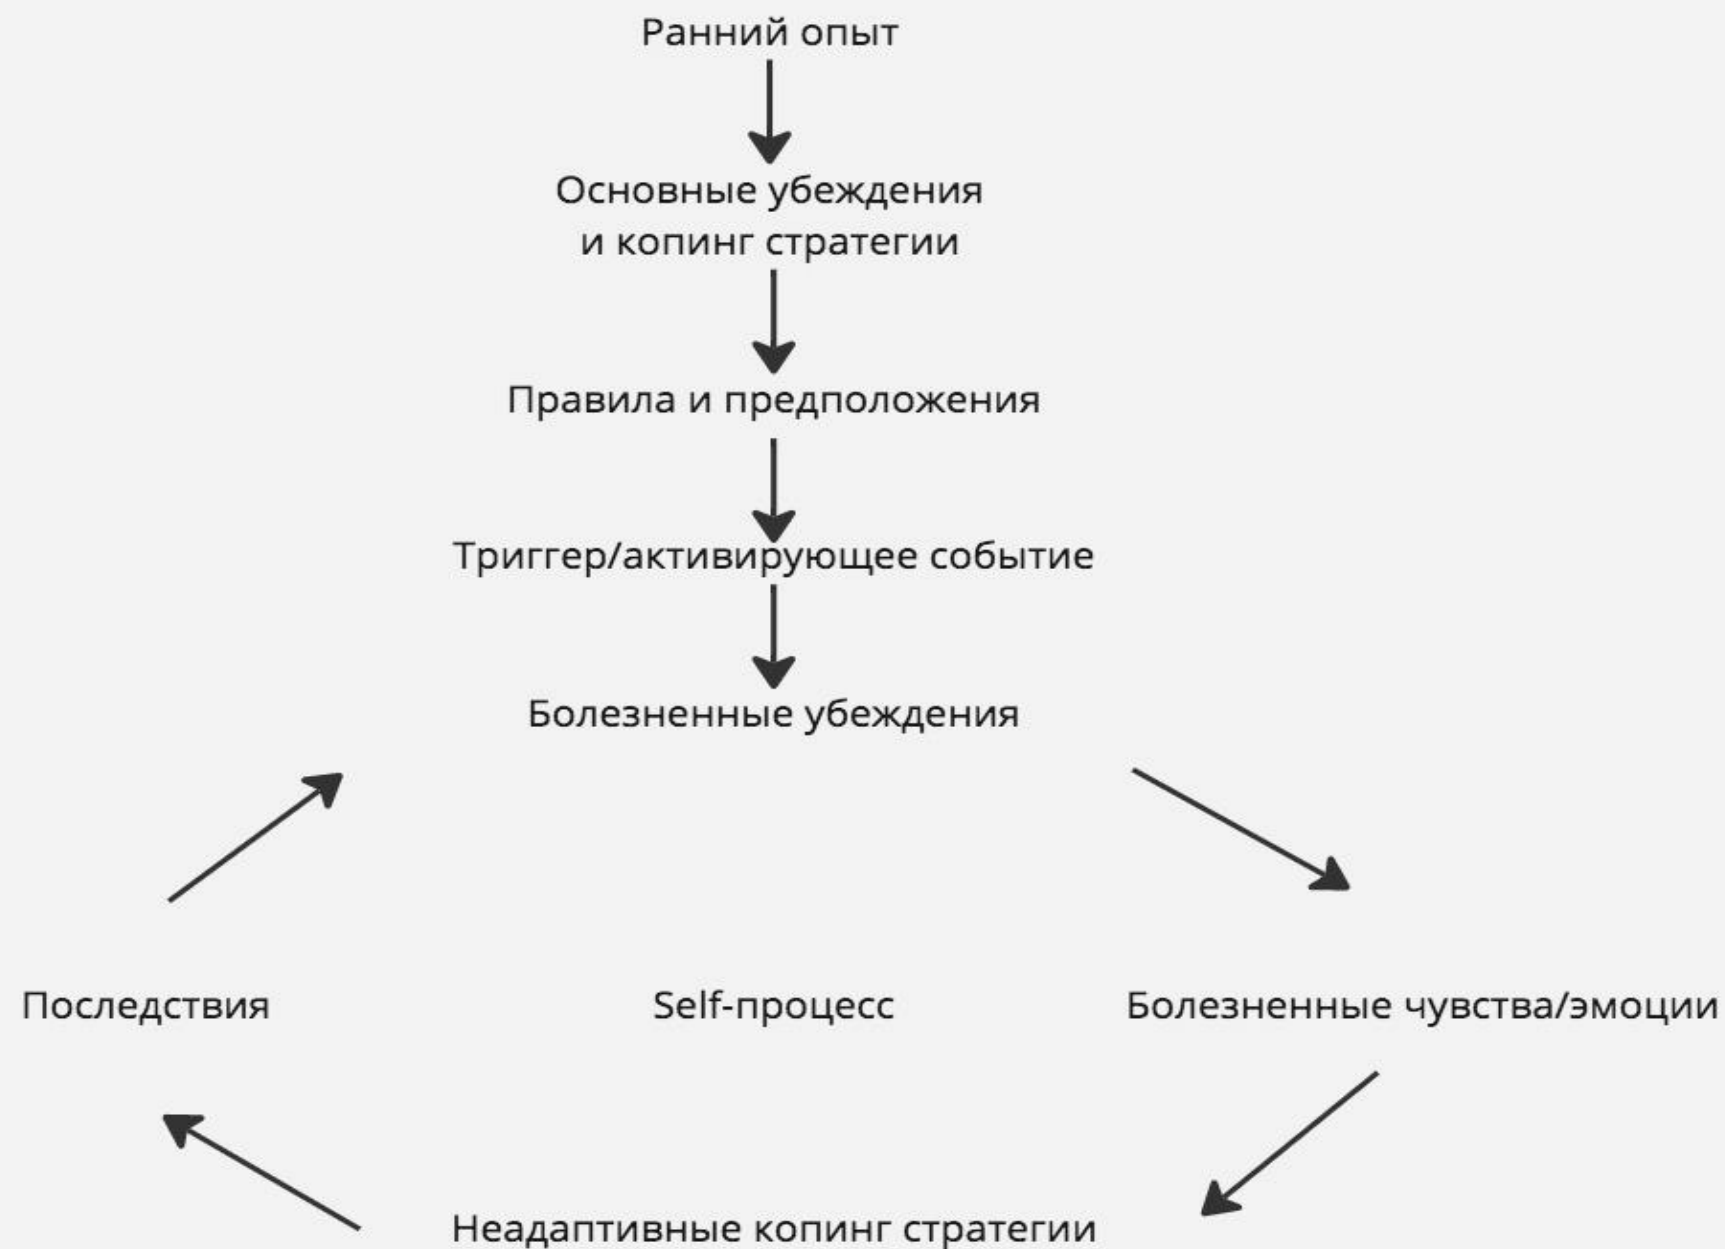 Ранний опыт
Основные убеждения
и копинг стратегии
Правила и предположения
Триггер/активирующее событие
Болезненные убеждения
Последствия
Self-процесс
Болезненные чувства/эмоции
Неадаптивные копинг стратегии